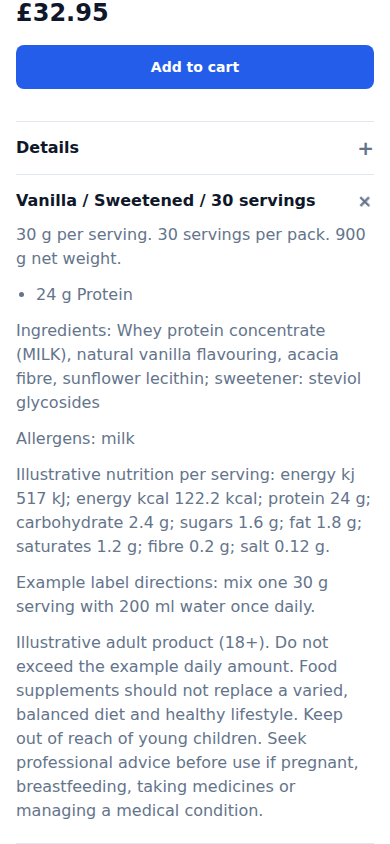 £32.95
Add to cart
Details
Vanilla / Sweetened / 30 servings
30 g per serving. 30 servings per pack. 900
g net weight.
• 24 g Protein
Ingredients: Whey protein concentrate
(MILK), natural vanilla flavouring, acacia
fibre, sunflower lecithin; sweetener: steviol
glycosides
Allergens: milk
Illustrative nutrition per serving: energy kj
517 kJ; energy kcal 122.2 kcal; protein 24 g;
carbohydrate 2.4 g; sugars 1.6 g; fat 1.8 g;
saturates 1.2 g; fibre 0.2 g; salt 0.12 g.
Example label directions: mix one 30 g
serving with 200 ml water once daily.
Illustrative adult product (18+). Do not
exceed the example daily amount. Food
supplements should not replace a varied,
balanced diet and healthy lifestyle. Keep
out of reach of young children. Seek
professional advice before use if pregnant,
breastfeeding, taking medicines or
managing a medical condition.